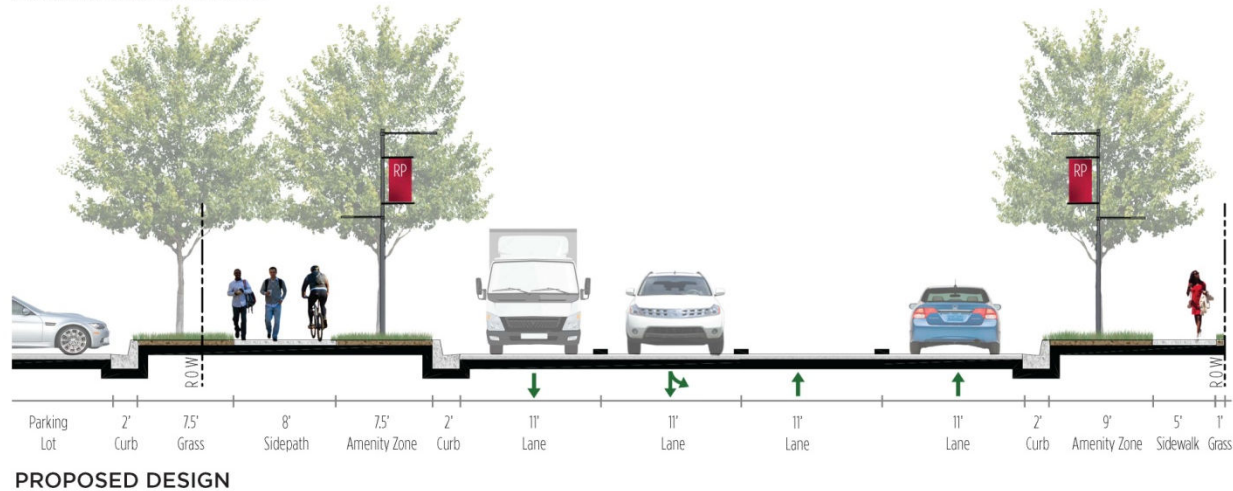 RP
RP
ROW
ROW
Parking
Lot
2'
Curb
7.5'
Grass
8'
Sidepath
7.5'
Amenity Zone
2'
Curb
11'
Lane
11'
Lane
11'
Lane
11'
Lane
2'
Curb
9'
Amenity Zone
5'
Sidewalk
1'
Grass
PROPOSED DESIGN